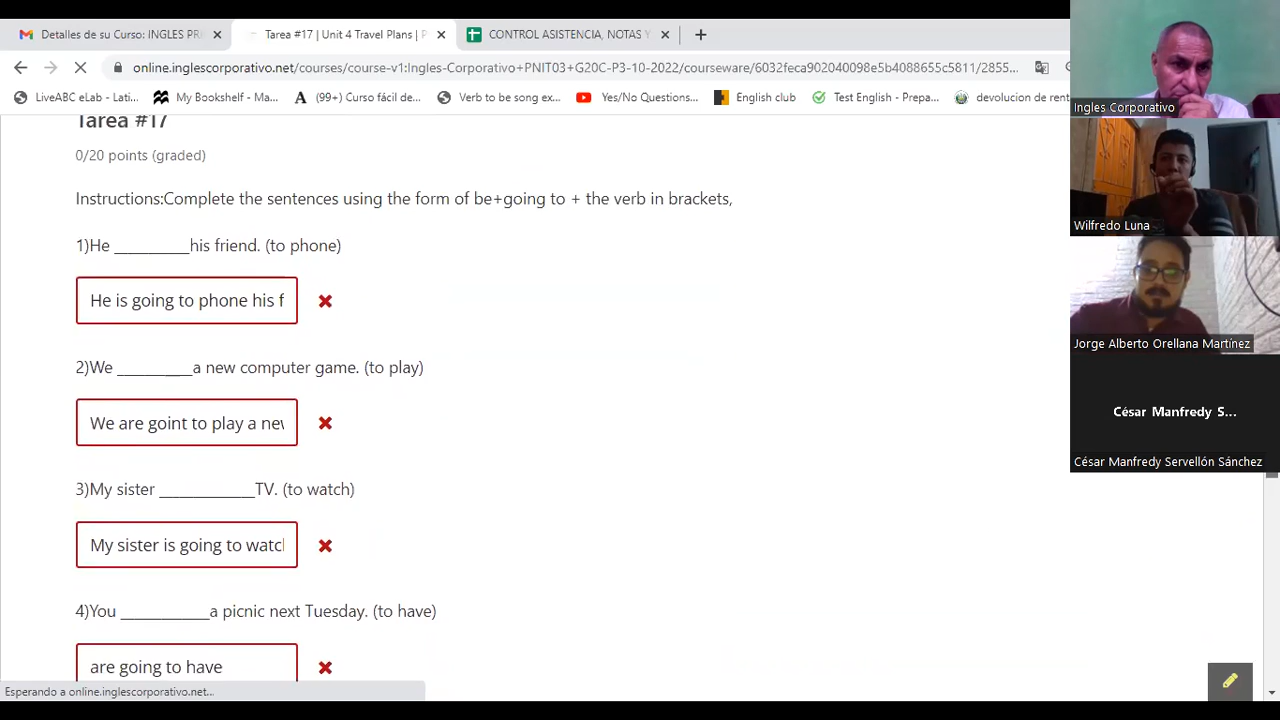 Detalles de su Curso: INGLES PRI
Tarea #17 | Unit 4 Travel Plans | P
CONTROL ASISTENCIA, NOTAS Y
online.inglescorporativo.net/courses/course-v1:Ingles-Corporativo+PNIT03+G20C-P3-10-2022/courseware/6032feca902040098e5b4088655c5811/2855...
LiveABC eLab - Lati...
My Bookshelf - Ma...
(99+) Curso fácil de...
Verb to be song ex...
Yes/No Questions...
English club
Test English - Prepa...
devolucion de rent
Tarea #17
0/20 points (graded)
Instructions:Complete the sentences using the form of be+going to + the verb in brackets,
1)He __________his friend. (to phone)
He is going to phone his f
2)We __________a new computer game. (to play)
We are goint to play a nev
3)My sister _____________TV. (to watch)
My sister is going to watc
4)You ____________a picnic next Tuesday. (to have)
are going to have
Esperando a online.inglescorporativo.net...
Ingles Corporativo
Wilfredo Luna
Jorge Alberto Orellana Martínez
César Manfredy S...
César Manfredy Servellón Sánchez